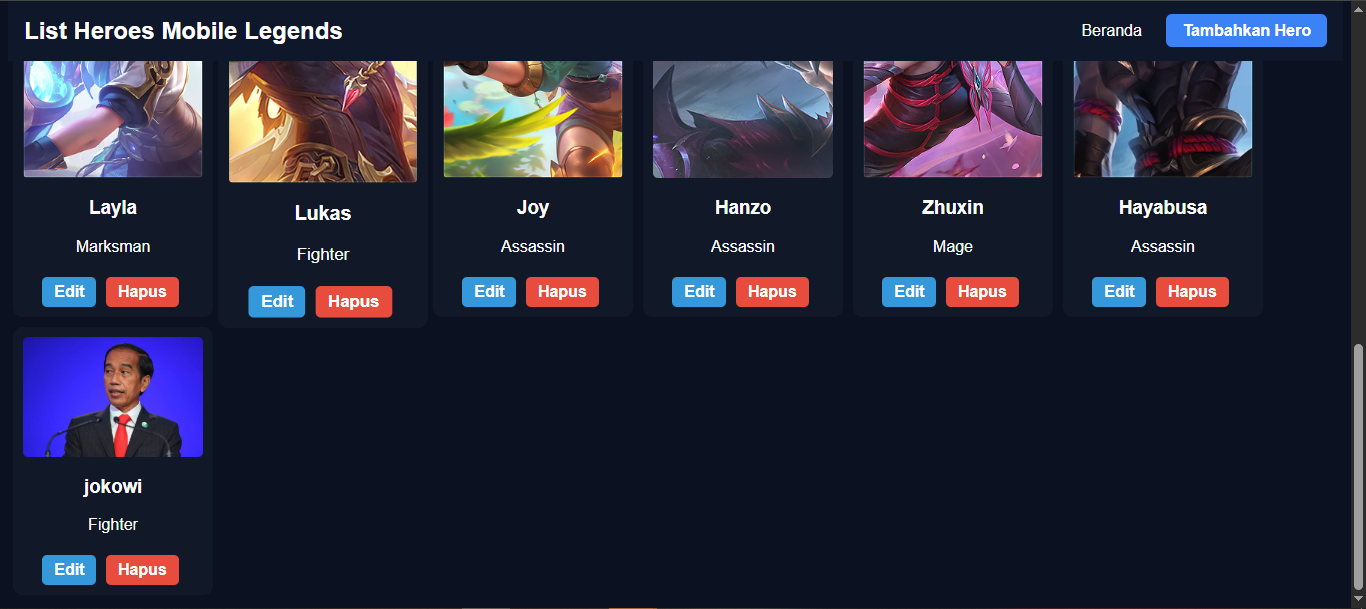 List Heroes Mobile Legends
Beranda
Tambahkan Hero
Layla
Marksman
Edit Hapus
Lukas
Fighter
Edit Hapus
Joy
Assassin
Edit Hapus
Hanzo
Assassin
Edit Hapus
Zhuxin
Mage
Edit Hapus
Hayabusa
Assassin
Edit Hapus
jokowi
Fighter
Edit Hapus